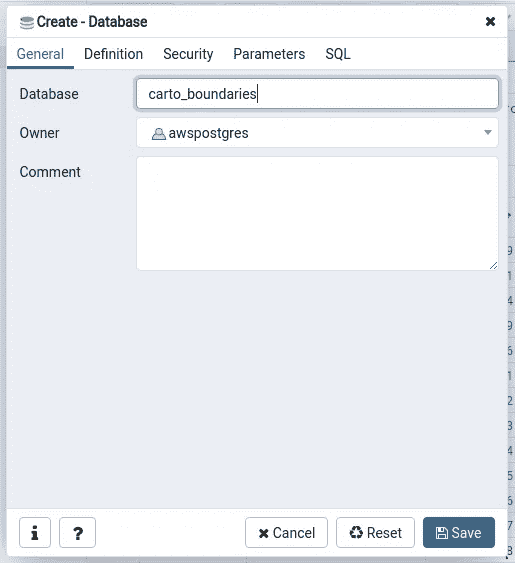 Create - Database
General Definition Security Parameters SQL
Database carto_boundaries
Owner awspostgres
Comment
i ? Cancel Reset Save